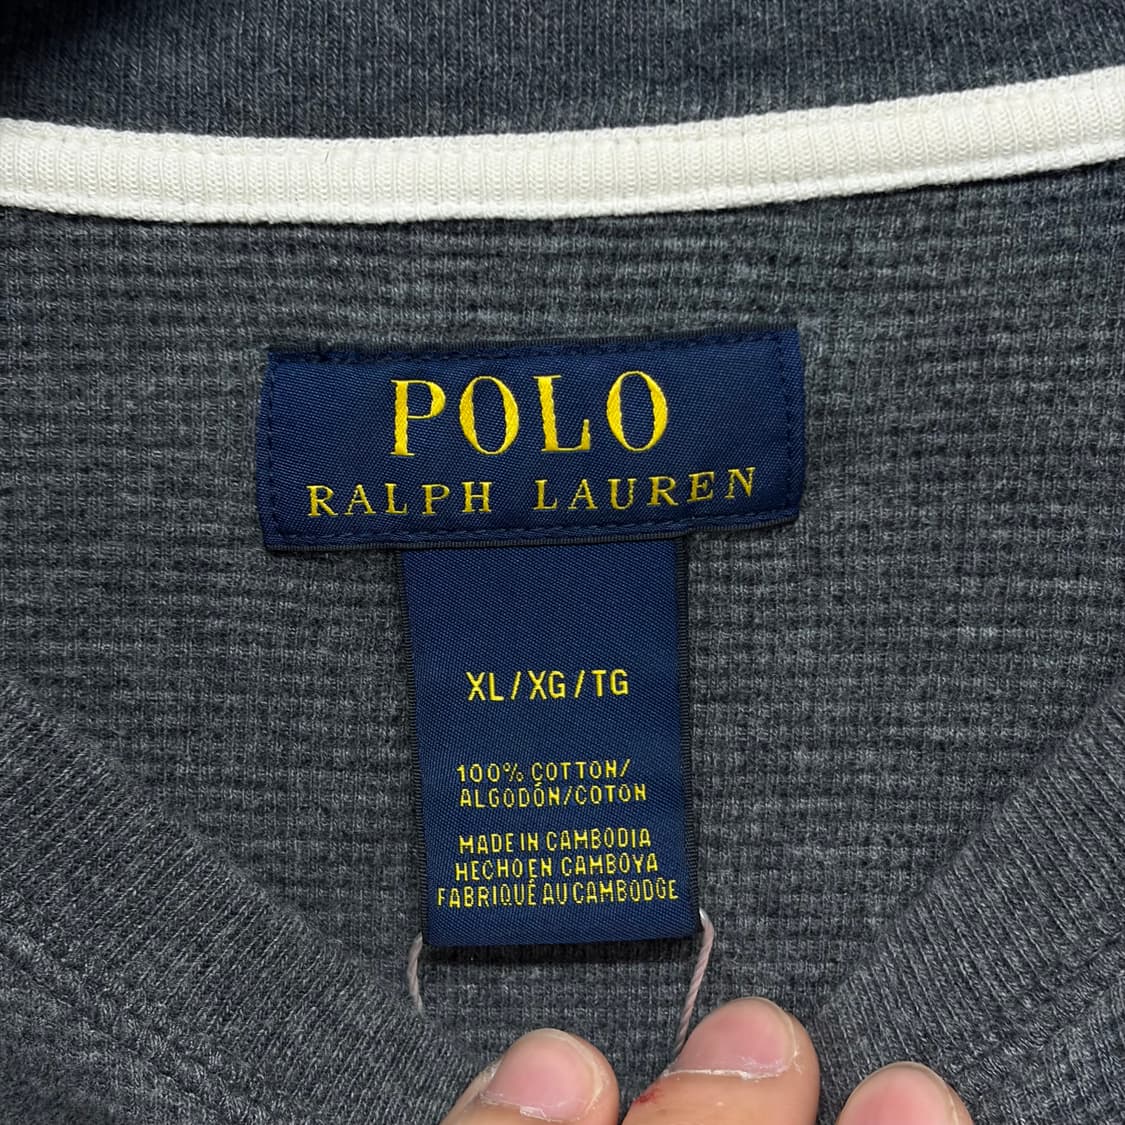 POLO
RALPH LAUREN
XL/XG/TG
100% COTTON/
ALGODÓN/COTON
MADE IN CAMBODIA
HECHO EN CAMBOYA
FABRIQUÉ AU CAMBODGE